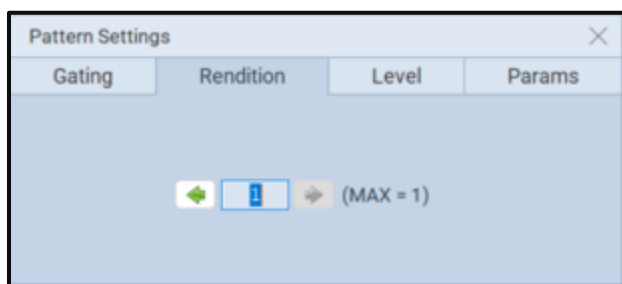 Pattern Settings
Gating Rendition Level Params
1 (MAX = 1)